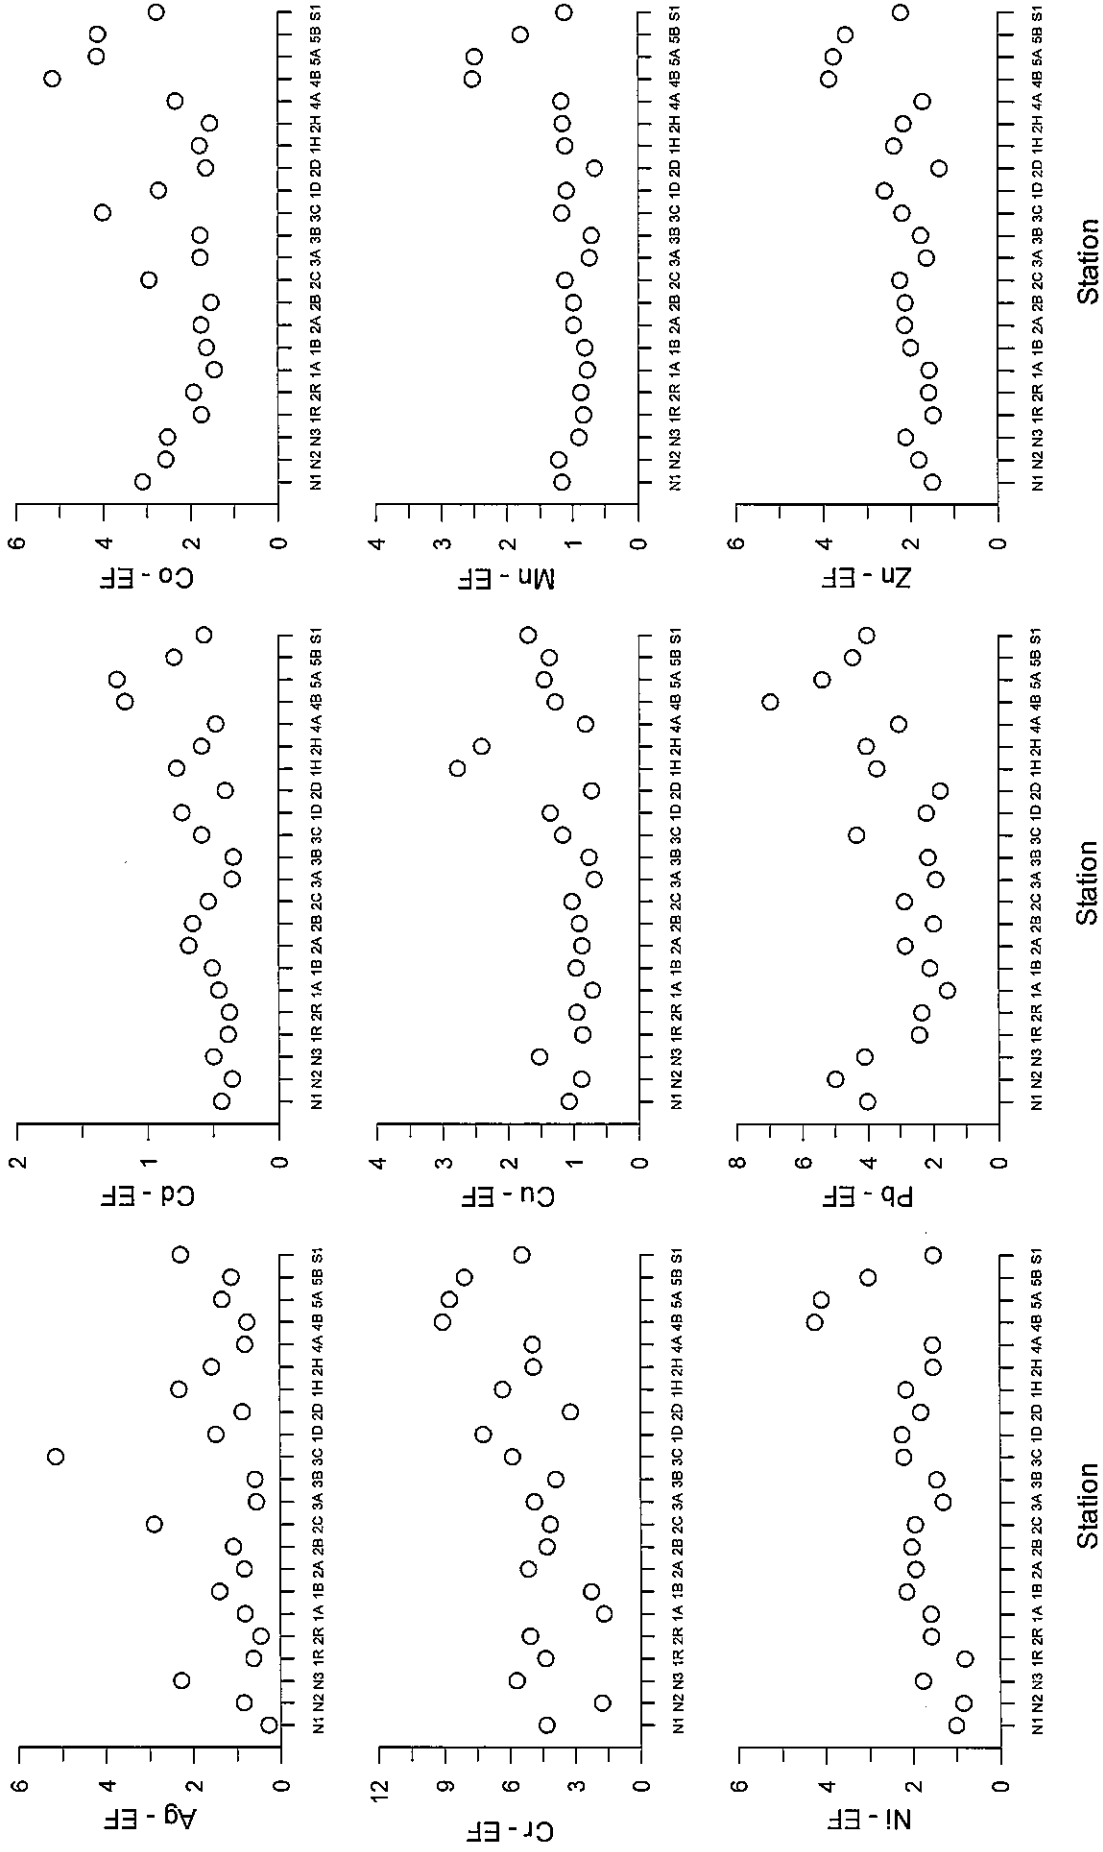 Ag - EF
6
4
2
0
N1 N2 N3 1R 2R 1A 1B 2A 2B 2C 3A 3B 3C 1D 2D 1H 2H 4A 4B 5A 5B S1
Cd - EF
2
1
0
N1 N2 N3 1R 2R 1A 1B 2A 2B 2C 3A 3B 3C 1D 2D 1H 2H 4A 4B 5A 5B S1
Co - EF
6
4
2
0
N1 N2 N3 1R 2R 1A 1B 2A 2B 2C 3A 3B 3C 1D 2D 1H 2H 4A 4B 5A 5B S1
Cr - EF
12
9
6
3
0
N1 N2 N3 1R 2R 1A 1B 2A 2B 2C 3A 3B 3C 1D 2D 1H 2H 4A 4B 5A 5B S1
Cu - EF
4
3
2
1
0
N1 N2 N3 1R 2R 1A 1B 2A 2B 2C 3A 3B 3C 1D 2D 1H 2H 4A 4B 5A 5B S1
Mn - EF
4
3
2
1
0
N1 N2 N3 1R 2R 1A 1B 2A 2B 2C 3A 3B 3C 1D 2D 1H 2H 4A 4B 5A 5B S1
Ni - EF
6
4
2
0
N1 N2 N3 1R 2R 1A 1B 2A 2B 2C 3A 3B 3C 1D 2D 1H 2H 4A 4B 5A 5B S1
Station
Pb - EF
8
6
4
2
0
N1 N2 N3 1R 2R 1A 1B 2A 2B 2C 3A 3B 3C 1D 2D 1H 2H 4A 4B 5A 5B S1
Station
Zn - EF
6
4
2
0
N1 N2 N3 1R 2R 1A 1B 2A 2B 2C 3A 3B 3C 1D 2D 1H 2H 4A 4B 5A 5B S1
Station